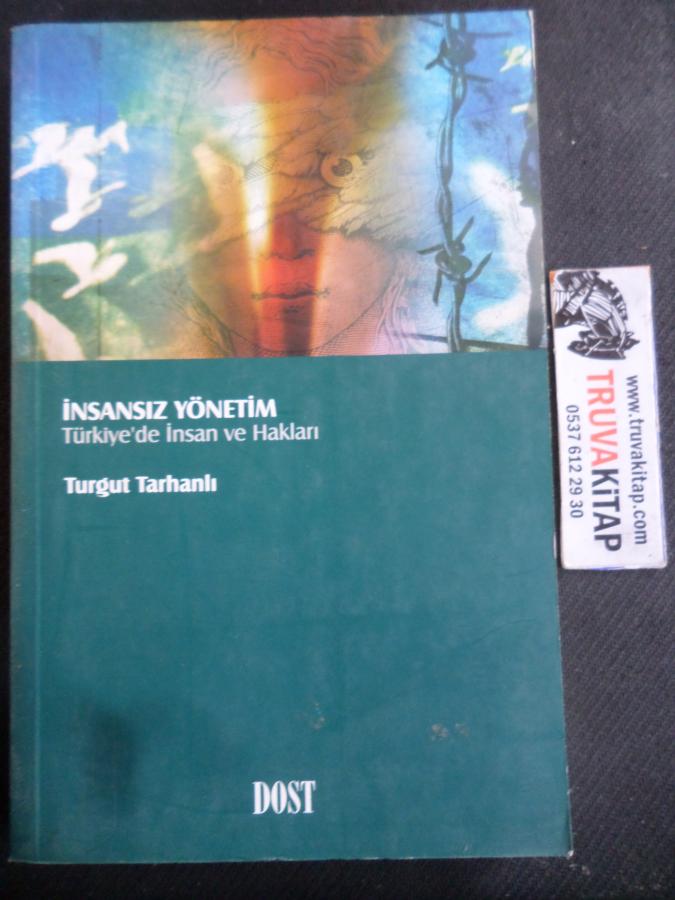 İNSANSIZ YÖNETİM
Türkiye'de İnsan ve Hakları
Turgut Tarhanlı
DOST
www.truvakitap.com
TRUVAKİTAP
0537 612 29 30